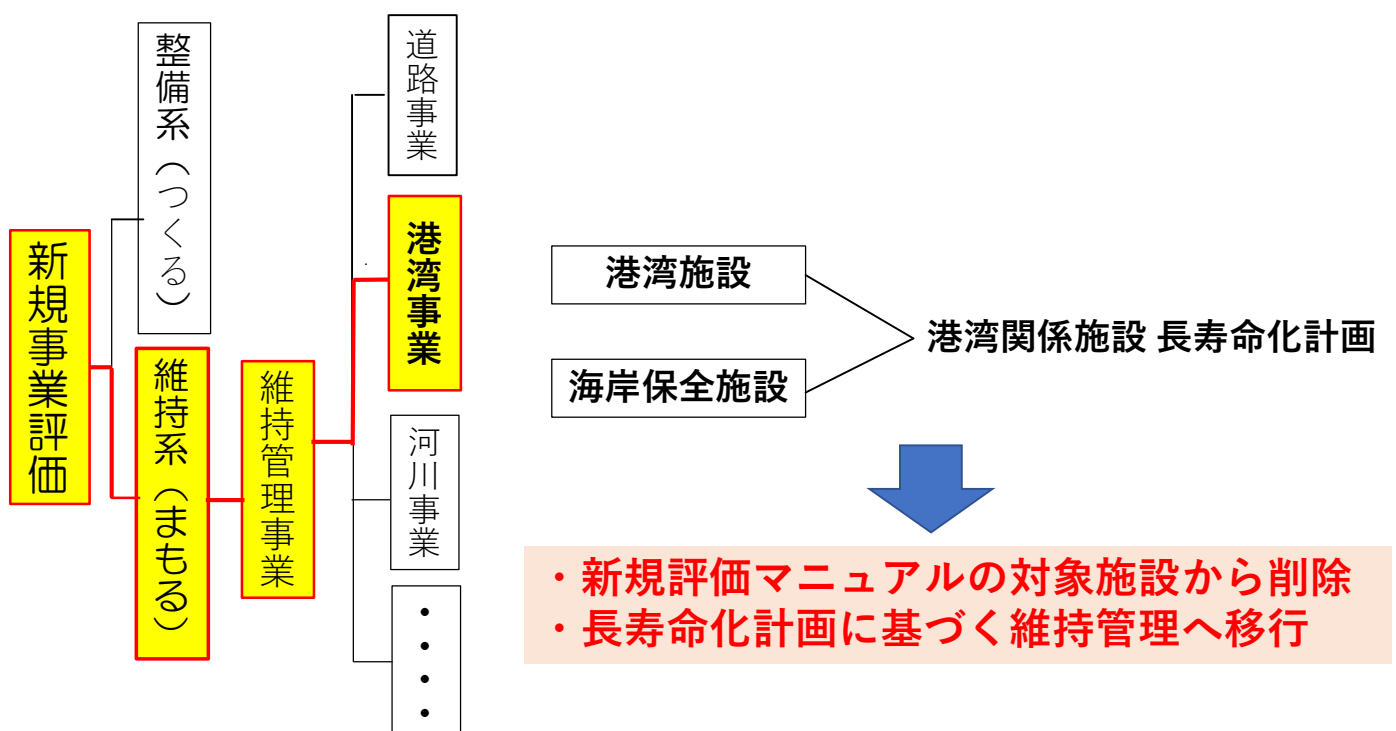 新規事業評価
整備系（つくる）
維持系（まもる）
維持管理事業
道路事業
港湾事業
河川事業
・・・・
港湾施設
海岸保全施設
港湾関係施設 長寿命化計画
・新規評価マニュアルの対象施設から削除
・長寿命化計画に基づく維持管理へ移行